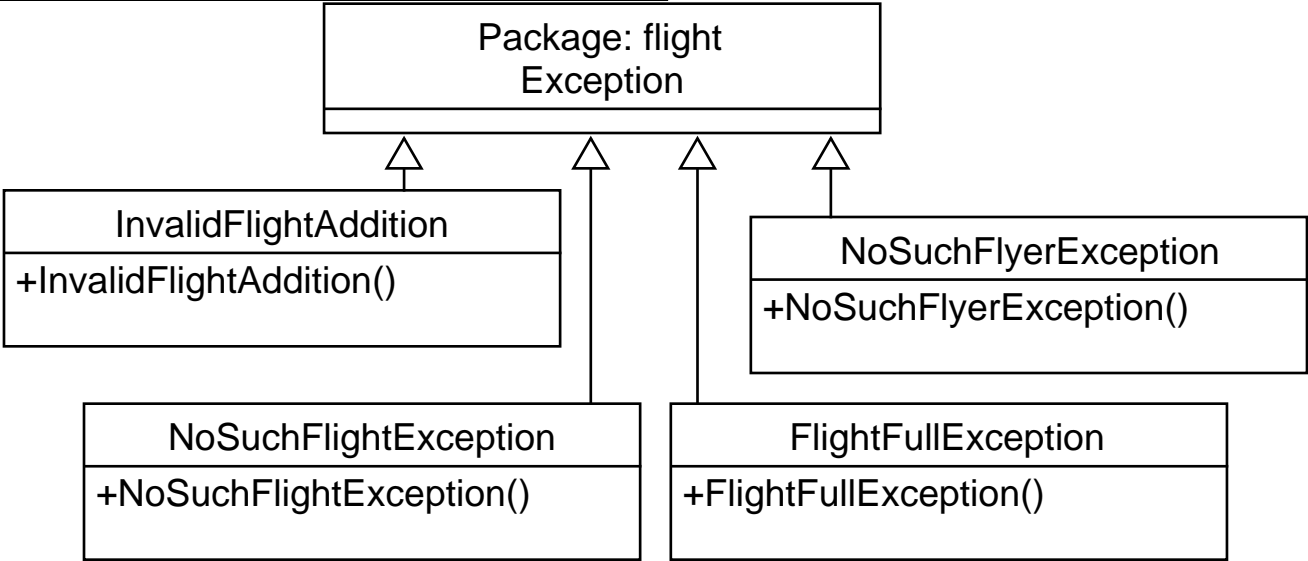 Package: flight
Exception
InvalidFlightAddition
+InvalidFlightAddition()
NoSuchFlyerException
+NoSuchFlyerException()
NoSuchFlightException
+NoSuchFlightException()
FlightFullException
+FlightFullException()